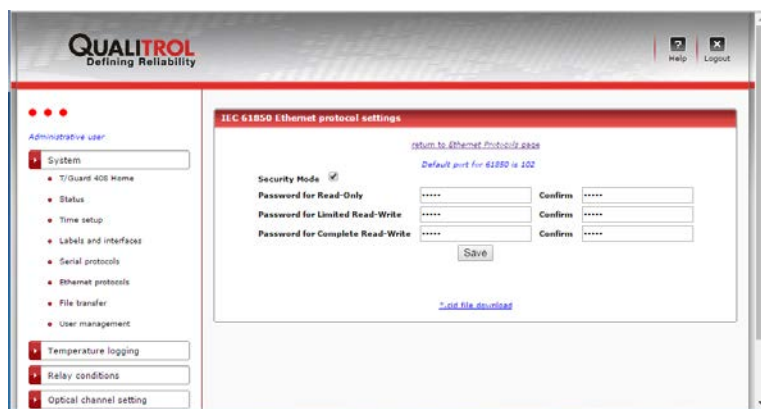 QUALITROL
Defining Reliability
? X
Help Logout
Administrative user
System
T/Guard 408 Home
Status
Time setup
Labels and interfaces
Serial protocols
Ethernet protocols
File transfer
User management
Temperature logging
Relay conditions
Optical channel setting
IEC 61850 Ethernet protocol settings
return to Ethernet Protocols page
Default port for 61850 is 102
Security Mode
Password for Read-Only ••••• Confirm •••••
Password for Limited Read-Write ••••• Confirm •••••
Password for Complete Read-Write ••••• Confirm •••••
Save
*.cid file download